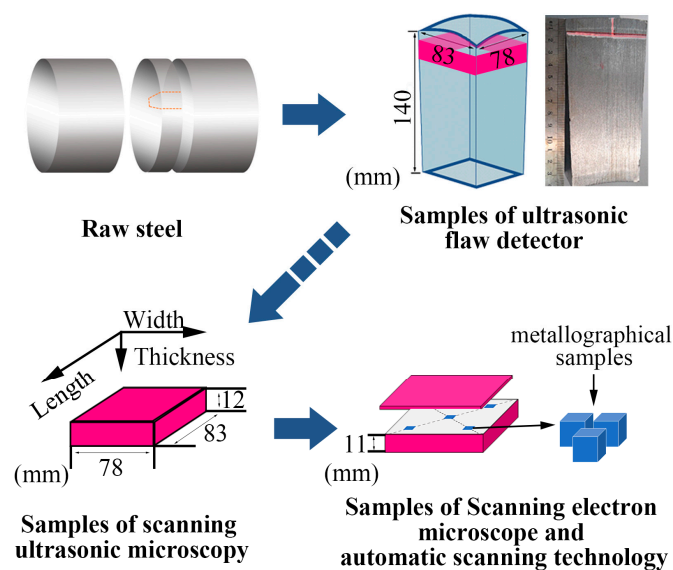 83
78
140
(mm)
Raw steel
Samples of ultrasonic
flaw detector
Width
Thickness
Length
12
83
78
(mm)
Samples of scanning
ultrasonic microscopy
metallographical
samples
11
(mm)
Samples of Scanning electron
microscope and
automatic scanning technology